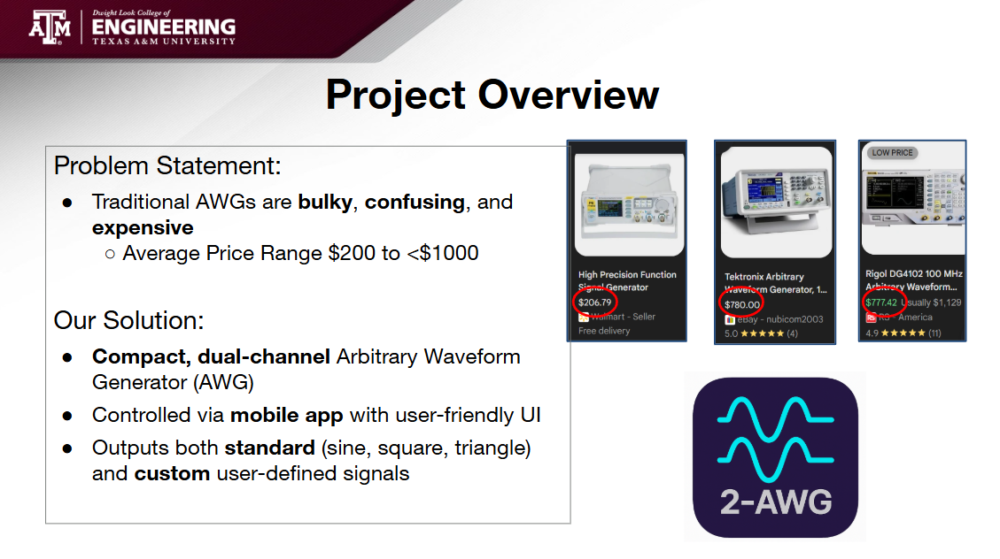 Dwight Look College of
ENGINEERING
TEXAS A&M UNIVERSITY
Project Overview
Problem Statement:
● Traditional AWGs are bulky, confusing, and
expensive
○ Average Price Range $200 to <$1000
Our Solution:
● Compact, dual-channel Arbitrary Waveform
Generator (AWG)
● Controlled via mobile app with user-friendly UI
● Outputs both standard (sine, square, triangle)
and custom user-defined signals
High Precision Function
Signal Generator
$206.79
Walmart - Seller
Free delivery
Tektronix Arbitrary
Waveform Generator, 1...
$780.00
eBay - nubicom2003
5.0 ★★★★★ (4)
LOW PRICE
Rigol DG4102 100 MHz
Arbitrary Waveform...
$777.42 Usually $1,129
RS - America
4.9 ★★★★★ (11)
2-AWG